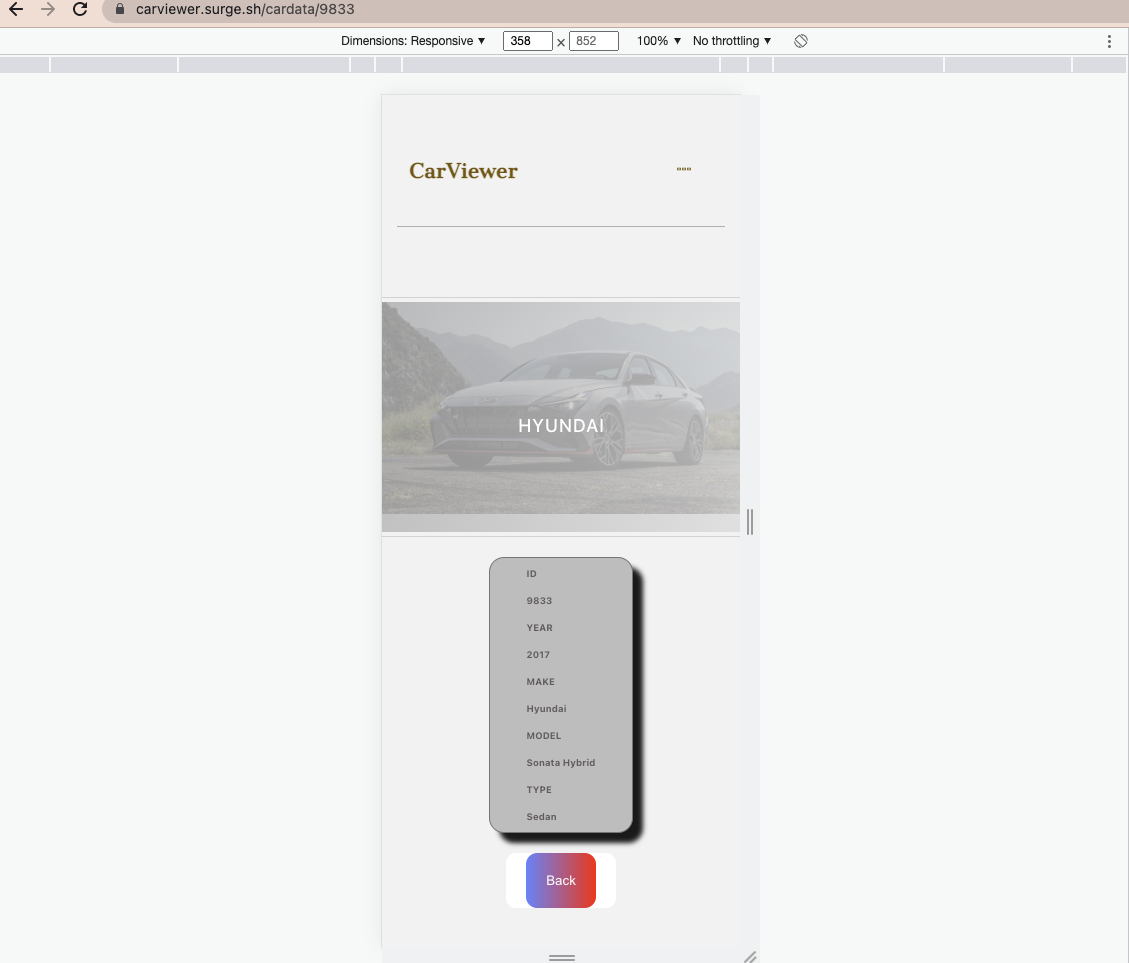 carviewer.surge.sh/cardata/9833
Dimensions: Responsive ▼ 358 × 852 100% ▼ No throttling ▼
CarViewer
HYUNDAI
ID
9833
YEAR
2017
MAKE
Hyundai
MODEL
Sonata Hybrid
TYPE
Sedan
Back